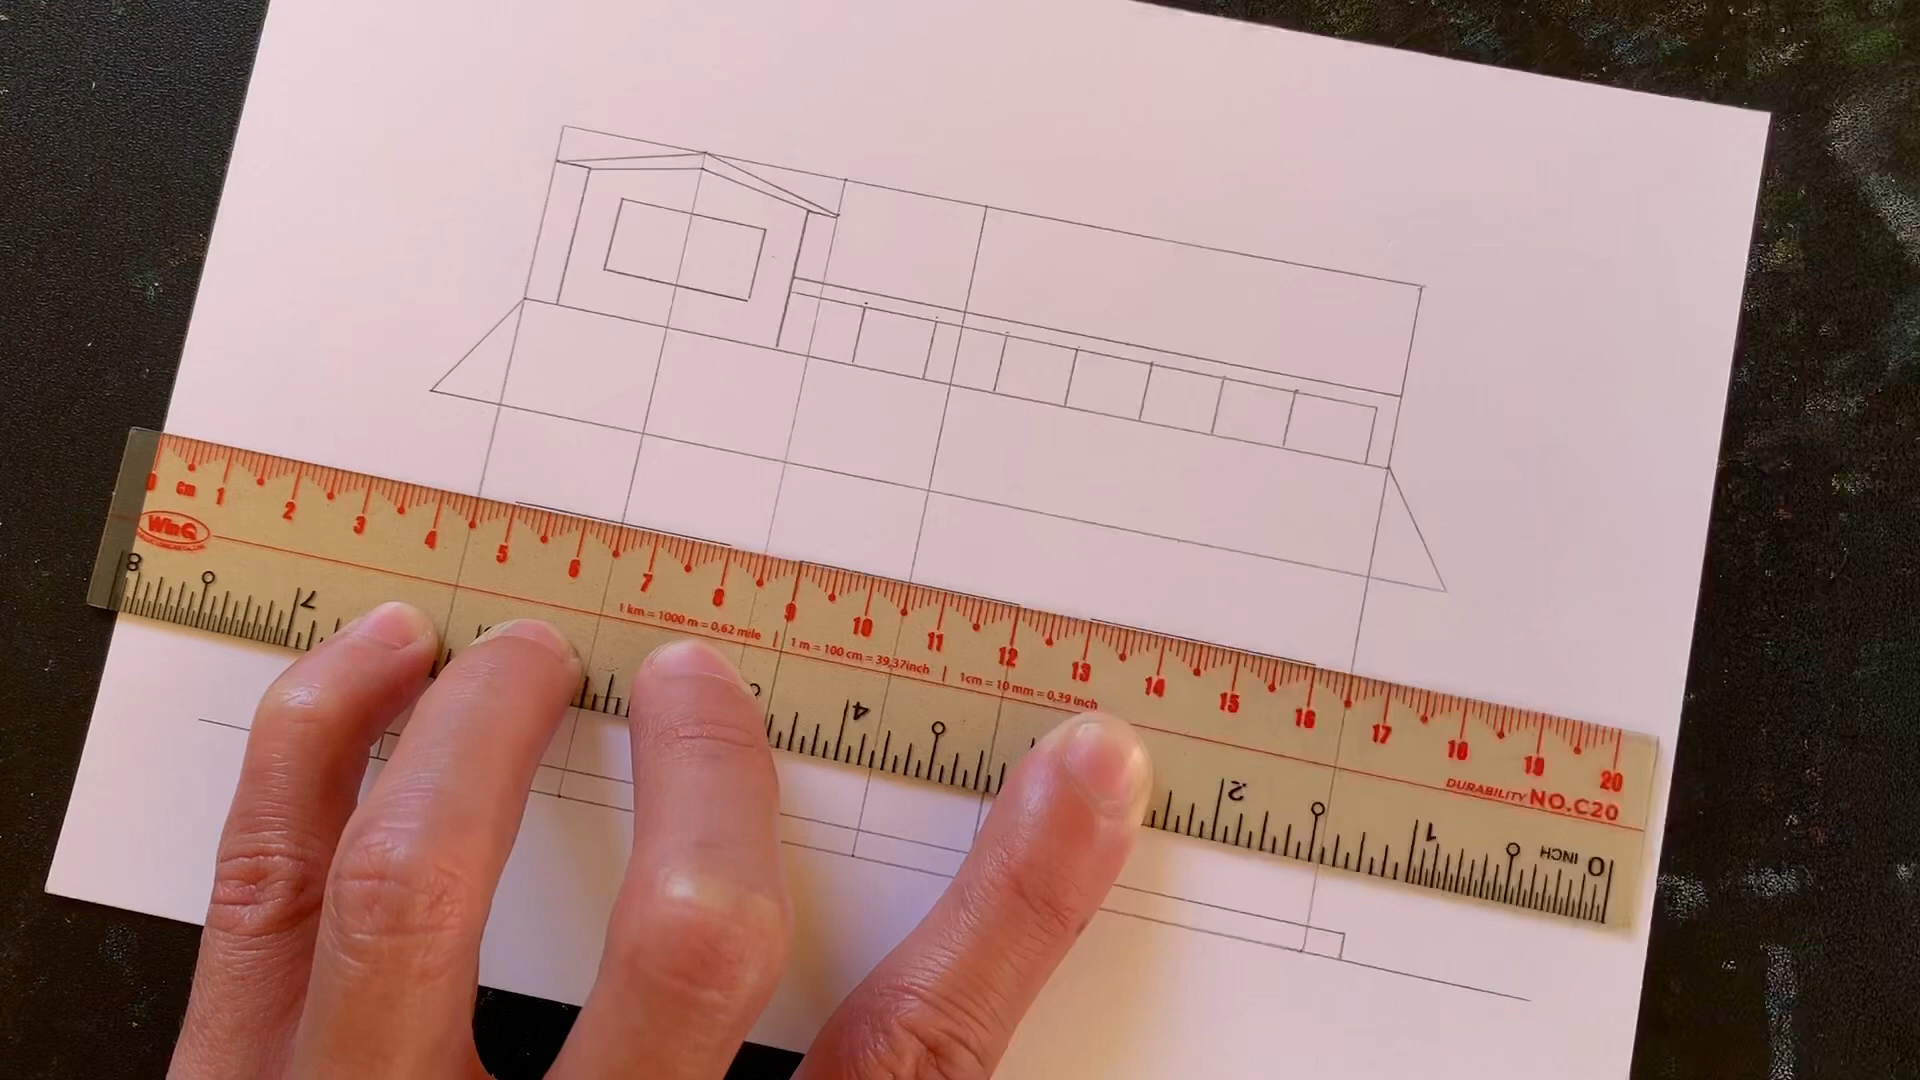 0 cm 1 2 3 4 5 6 7 8 9 10 11 12 13 14 15 16 17 18 19 20
WinQ
1 km = 1000 m = 0,62 mile | 1 m = 100 cm = 39,37inch | 1cm = 10 mm = 0,39 inch
DURABILITY NO.C20
8 7 4 2 1 INCH 0